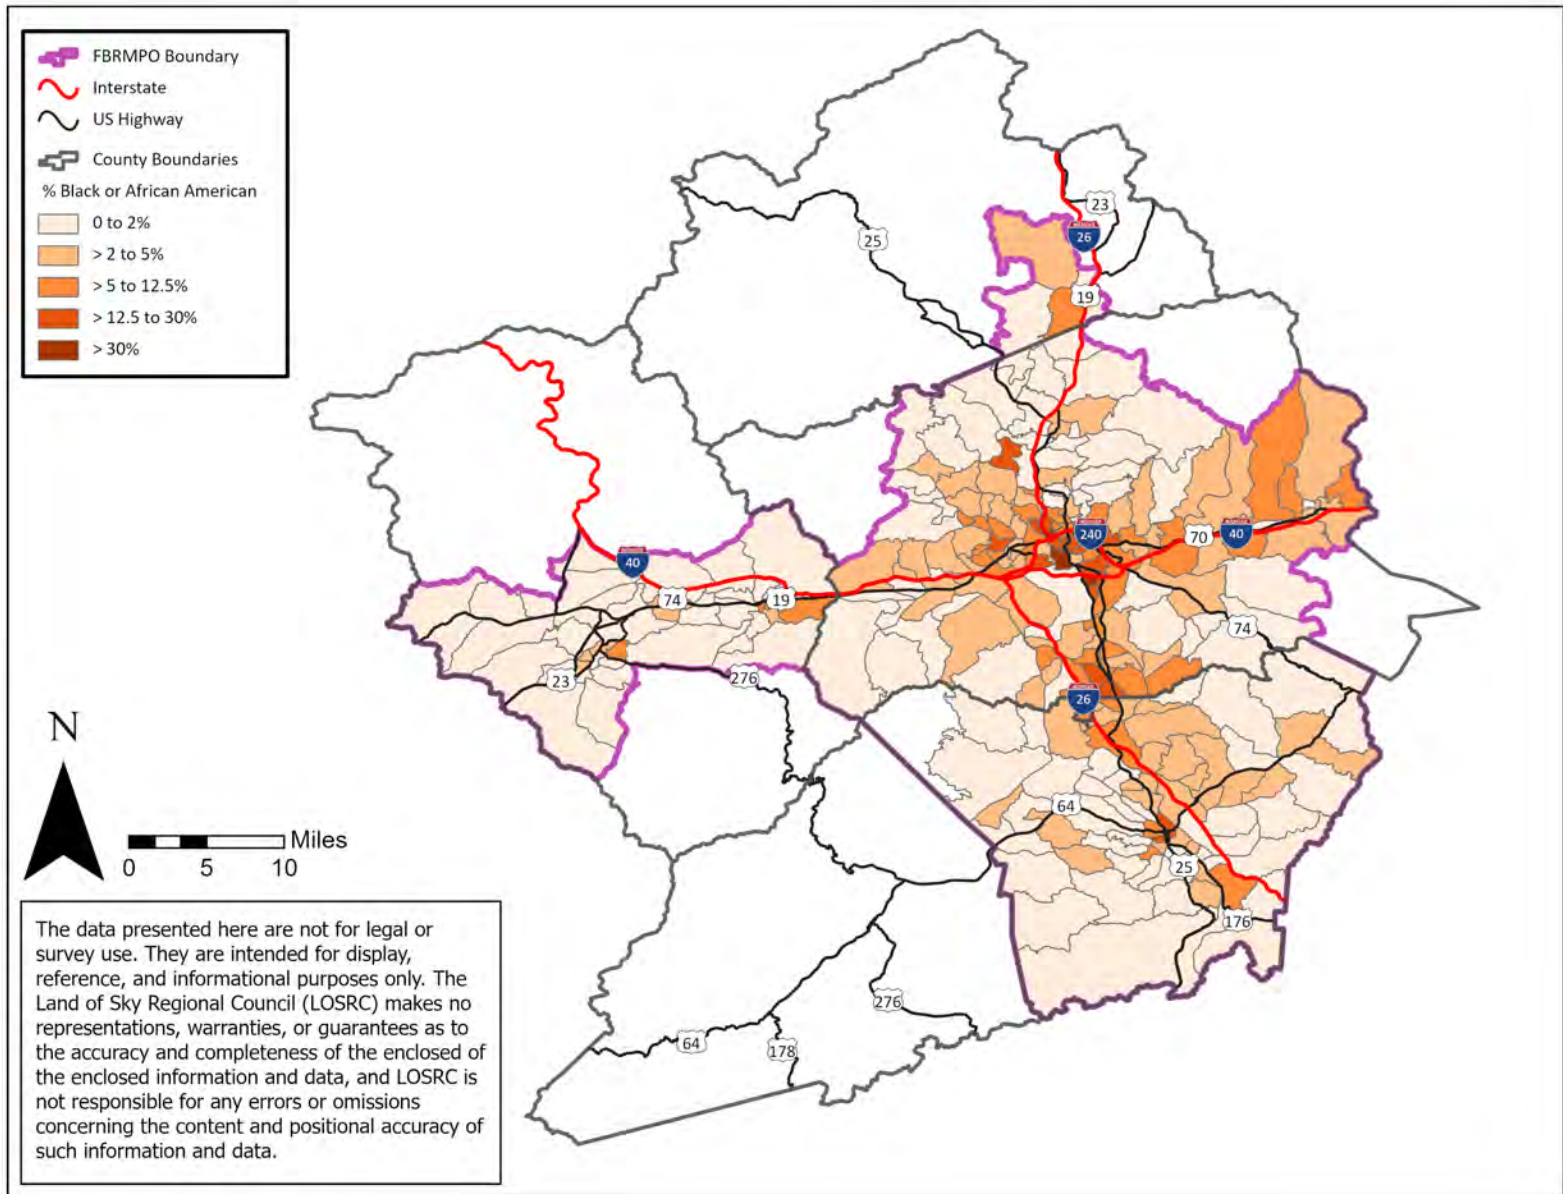 FBRMPO Boundary
Interstate
US Highway
County Boundaries
% Black or African American
0 to 2%
> 2 to 5%
> 5 to 12.5%
> 12.5 to 30%
> 30%
23
25
26
19
240
70
40
40
74
19
74
23
276
26
64
25
176
276
64
178
N
Miles
0 5 10
The data presented here are not for legal or
survey use. They are intended for display,
reference, and informational purposes only. The
Land of Sky Regional Council (LOSRC) makes no
representations, warranties, or guarantees as to
the accuracy and completeness of the enclosed of
the enclosed information and data, and LOSRC is
not responsible for any errors or omissions
concerning the content and positional accuracy of
such information and data.